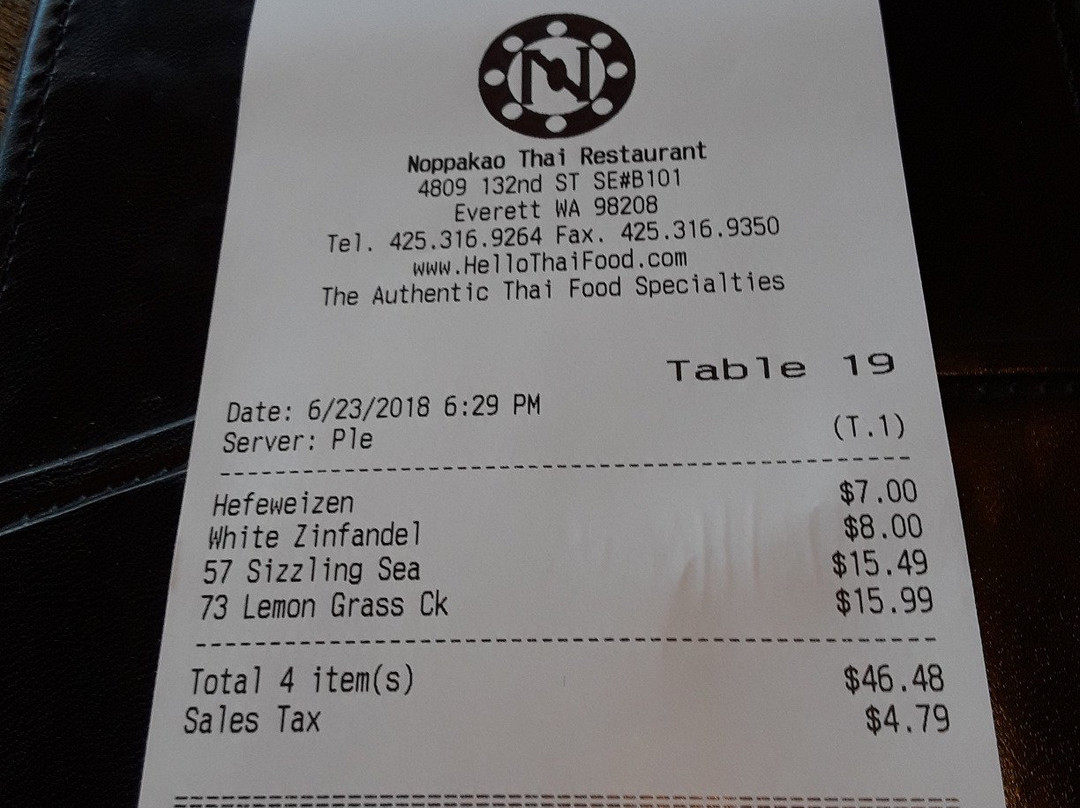 N
Noppakao Thai Restaurant
4809 132nd ST SE#B101
Everett WA 98208
Tel. 425.316.9264 Fax. 425.316.9350
www.HelloThaiFood.com
The Authentic Thai Food Specialties
Table 19
Date: 6/23/2018 6:29 PM
Server: Ple (T.1)
Hefeweizen $7.00
White Zinfandel $8.00
57 Sizzling Sea $15.49
73 Lemon Grass Ck $15.99
Total 4 item(s) $46.48
Sales Tax $4.79